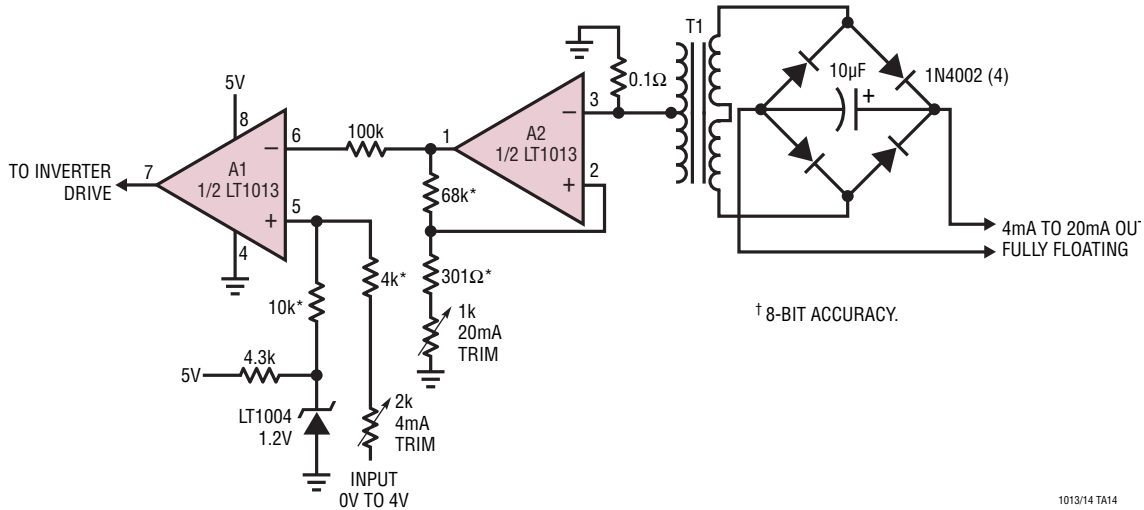 T1
10µF
+
1N4002 (4)
0.1Ω
5V
8
6
100k
1
3
−
A2
1/2 LT1013
2
+
TO INVERTER
DRIVE
7
−
A1
1/2 LT1013
5
+
4
68k*
4k*
301Ω*
10k*
1k
20mA
TRIM
4mA TO 20mA OUT
FULLY FLOATING
† 8-BIT ACCURACY.
4.3k
5V
LT1004
1.2V
2k
4mA
TRIM
INPUT
0V TO 4V
1013/14 TA14